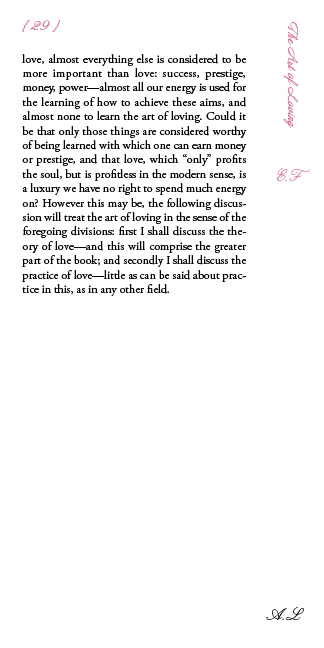 (29)
The Art of Loving
E.F
love, almost everything else is considered to be
more important than love: success, prestige,
money, power—almost all our energy is used for
the learning of how to achieve these aims, and
almost none to learn the art of loving. Could it
be that only those things are considered worthy
of being learned with which one can earn money
or prestige, and that love, which “only” profits
the soul, but is profitless in the modern sense, is
a luxury we have no right to spend much energy
on? However this may be, the following discus-
sion will treat the art of loving in the sense of the
foregoing divisions: first I shall discuss the the-
ory of love—and this will comprise the greater
part of the book; and secondly I shall discuss the
practice of love—little as can be said about prac-
tice in this, as in any other field.
A.L